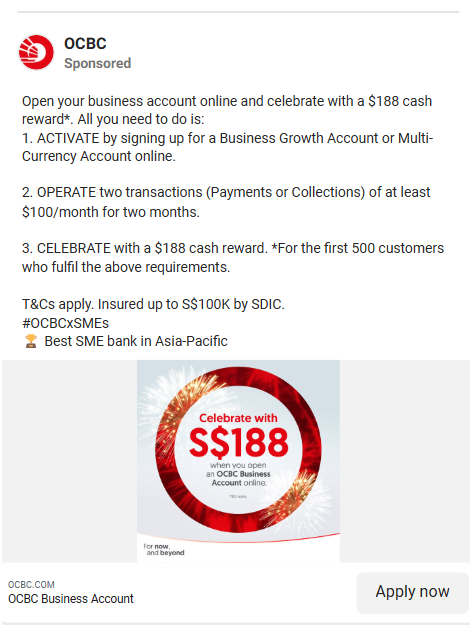 OCBC
Sponsored
Open your business account online and celebrate with a $188 cash
reward*. All you need to do is:
1. ACTIVATE by signing up for a Business Growth Account or Multi-
Currency Account online.
2. OPERATE two transactions (Payments or Collections) of at least
$100/month for two months.
3. CELEBRATE with a $188 cash reward. *For the first 500 customers
who fulfil the above requirements.
T&Cs apply. Insured up to S$100K by SDIC.
#OCBCxSMEs
🏆 Best SME bank in Asia-Pacific
Celebrate with
S$188
when you open
an OCBC Business
Account online.
For now,
and beyond
OCBC.COM
OCBC Business Account
Apply now